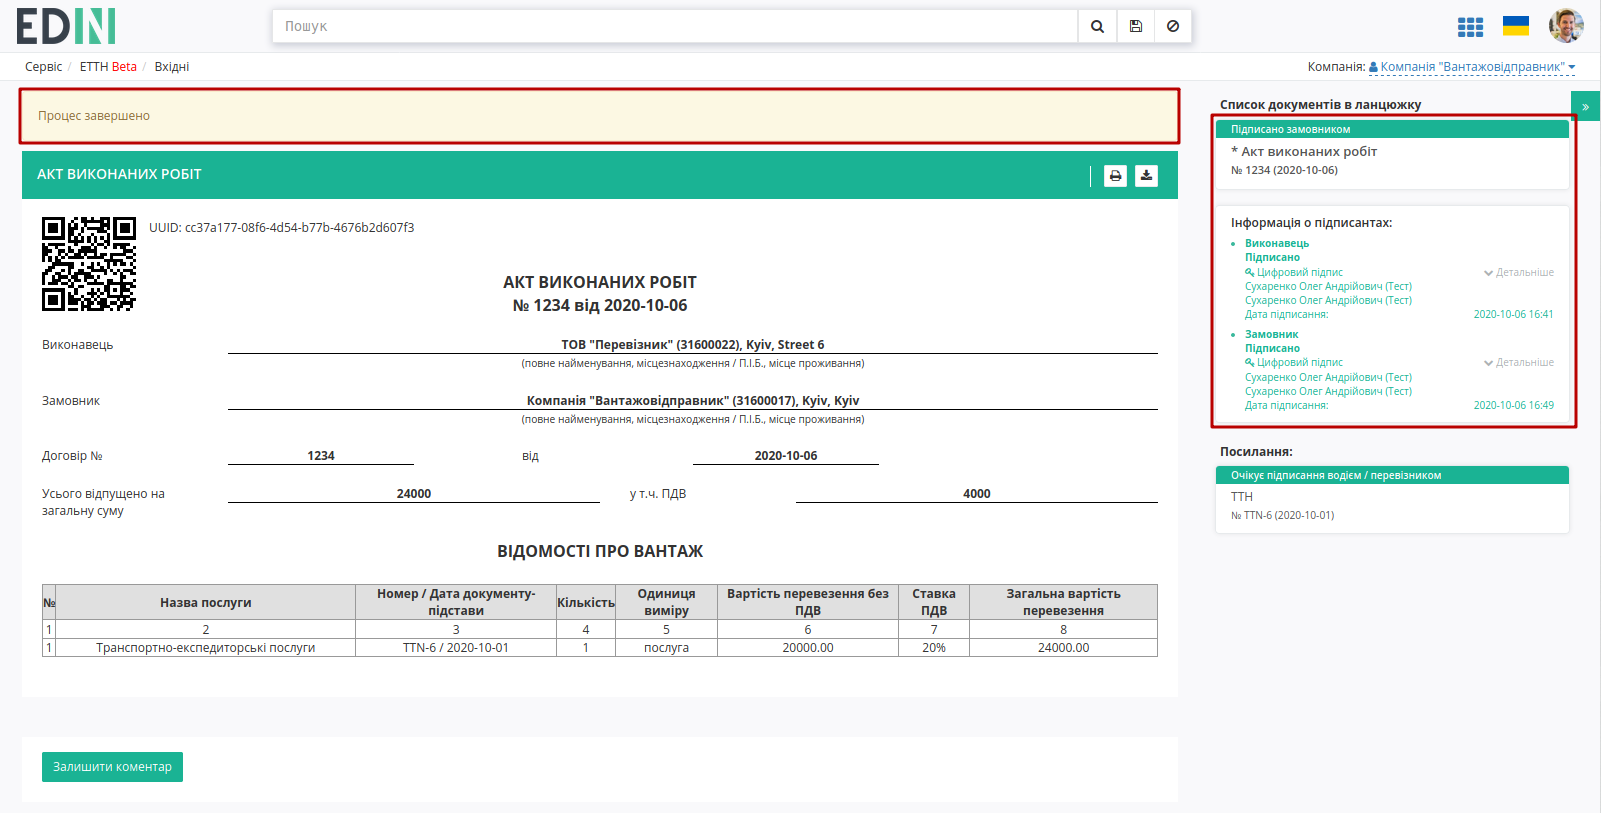 EDIN
Пошук
Сервіс / ЕТТН Beta / Вхідні
Компанія: Компанія "Вантажовідправник"
Процес завершено
АКТ ВИКОНАНИХ РОБІТ
UUID: cc37a177-08f6-4d54-b77b-4676b2d607f3
АКТ ВИКОНАНИХ РОБІТ
№ 1234 від 2020-10-06
Виконавець ТОВ "Перевізник" (31600022), Kyiv, Street 6
(повне найменування, місцезнаходження / П.І.Б., місце проживання)
Замовник Компанія "Вантажовідправник" (31600017), Kyiv, Kyiv
(повне найменування, місцезнаходження / П.І.Б., місце проживання)
Договір № 1234 від 2020-10-06
Усього відпущено на загальну суму 24000 у т.ч. ПДВ 4000
ВІДОМОСТІ ПРО ВАНТАЖ
№ Назва послуги Номер / Дата документу-підстави Кількість Одиниця виміру Вартість перевезення без ПДВ Ставка ПДВ Загальна вартість перевезення
1 2 3 4 5 6 7 8
1 Транспортно-експедиторські послуги TTN-6 / 2020-10-01 1 послуга 20000.00 20% 24000.00
Залишити коментар
Список документів в ланцюжку
»
Підписано замовником
* Акт виконаних робіт
№ 1234 (2020-10-06)
Інформація о підписантах:
Виконавець
Підписано
Цифровий підпис Детальніше
Сухаренко Олег Андрійович (Тест)
Сухаренко Олег Андрійович (Тест)
Дата підписання: 2020-10-06 16:41
Замовник
Підписано
Цифровий підпис Детальніше
Сухаренко Олег Андрійович (Тест)
Сухаренко Олег Андрійович (Тест)
Дата підписання: 2020-10-06 16:49
Посилання:
Очікує підписання водієм / перевізником
ТТН
№ TTN-6 (2020-10-01)